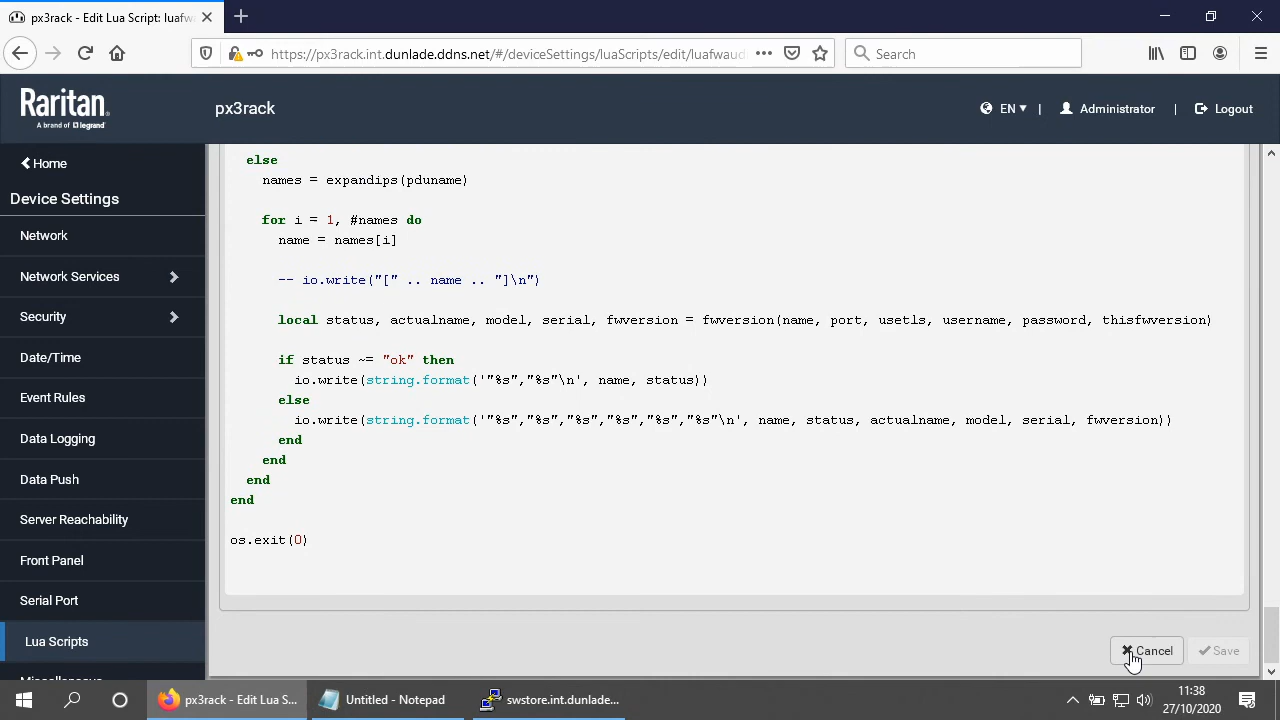 px3rack - Edit Lua Script: luafw
https://px3rack.int.dunlade.ddns.net/#/deviceSettings/luaScripts/edit/luafwaud
Search
Raritan
A brand of legrand
px3rack
EN
Administrator
Logout
Home
Device Settings
Network
Network Services
Security
Date/Time
Event Rules
Data Logging
Data Push
Server Reachability
Front Panel
Serial Port
Lua Scripts
else
names = expandips(pduname)
for i = 1, #names do
name = names[i]
-- io.write("[" .. name .. "]\n")
local status, actualname, model, serial, fwversion = fwversion(name, port, usetls, username, password, thisfwversion)
if status ~= "ok" then
io.write(string.format('"%s","%s"\n', name, status))
else
io.write(string.format('"%s","%s","%s","%s","%s","%s"\n', name, status, actualname, model, serial, fwversion))
end
end
end
end
os.exit(0)
Cancel
Save
px3rack - Edit Lua S...
Untitled - Notepad
swstore.int.dunlade...
11:38
27/10/2020